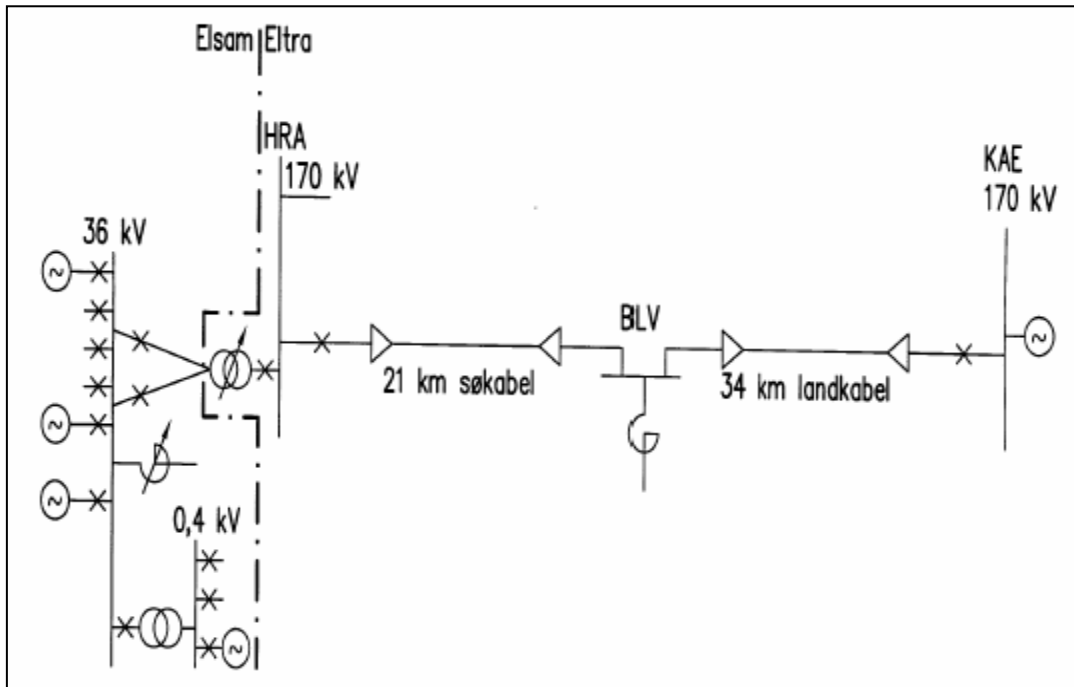 Elsam Eltra
HRA
170 kV
KAE
170 kV
36 kV
BLV
21 km søkabel
34 km landkabel
0,4 kV